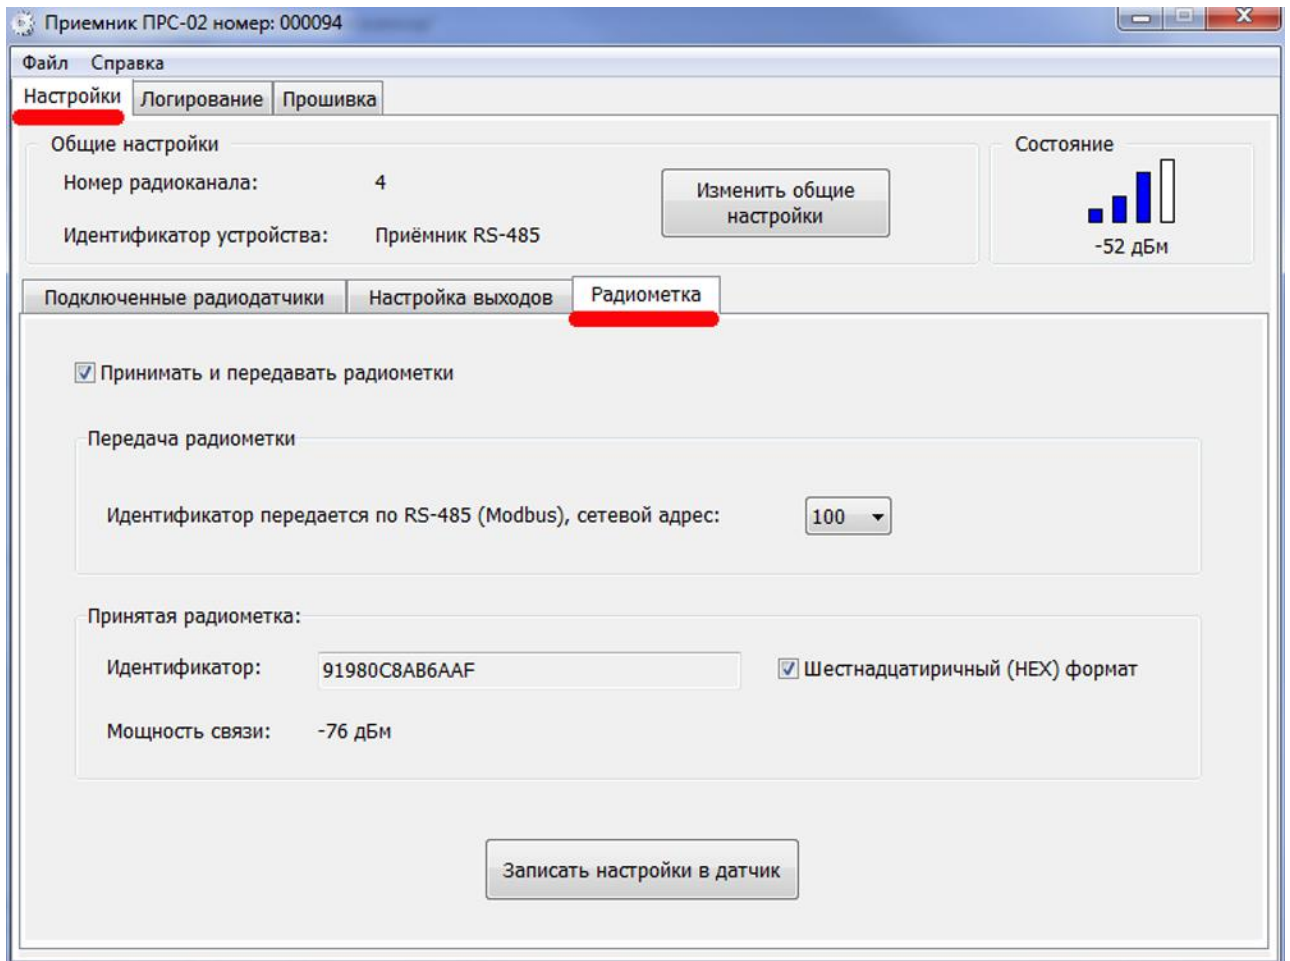 Приемник ПРС-02 номер: 000094
Файл Справка
Настройки Логирование Прошивка
Общие настройки
Состояние
Номер радиоканала: 4
Изменить общие
настройки
Идентификатор устройства: Приёмник RS-485
-52 дБм
Подключенные радиодатчики Настройка выходов Радиометка
Принимать и передавать радиометки
Передача радиометки
Идентификатор передается по RS-485 (Modbus), сетевой адрес: 100
Принятая радиометка:
Идентификатор: 91980C8AB6AAF Шестнадцатиричный (HEX) формат
Мощность связи: -76 дБм
Записать настройки в датчик